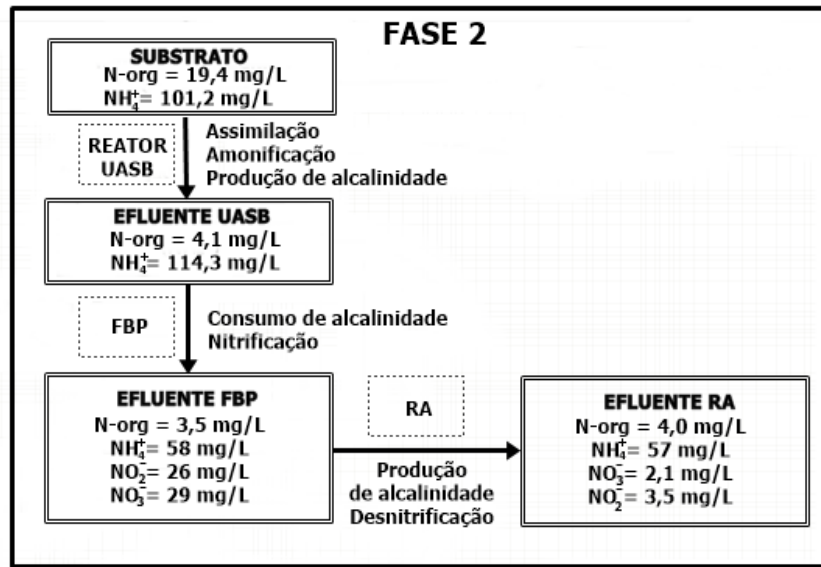 FASE 2
SUBSTRATO
N-org = 19,4 mg/L
NH₄⁺= 101,2 mg/L
REATOR
UASB
Assimilação
Amonificação
Produção de alcalinidade
EFLUENTE UASB
N-org = 4,1 mg/L
NH₄⁺= 114,3 mg/L
FBP
Consumo de alcalinidade
Nitrificação
EFLUENTE FBP
N-org = 3,5 mg/L
NH₄⁺= 58 mg/L
NO₂⁻= 26 mg/L
NO₃⁻= 29 mg/L
RA
Produção
de alcalinidade
Desnitrificação
EFLUENTE RA
N-org = 4,0 mg/L
NH₄⁺= 57 mg/L
NO₃⁻= 2,1 mg/L
NO₂⁻= 3,5 mg/L